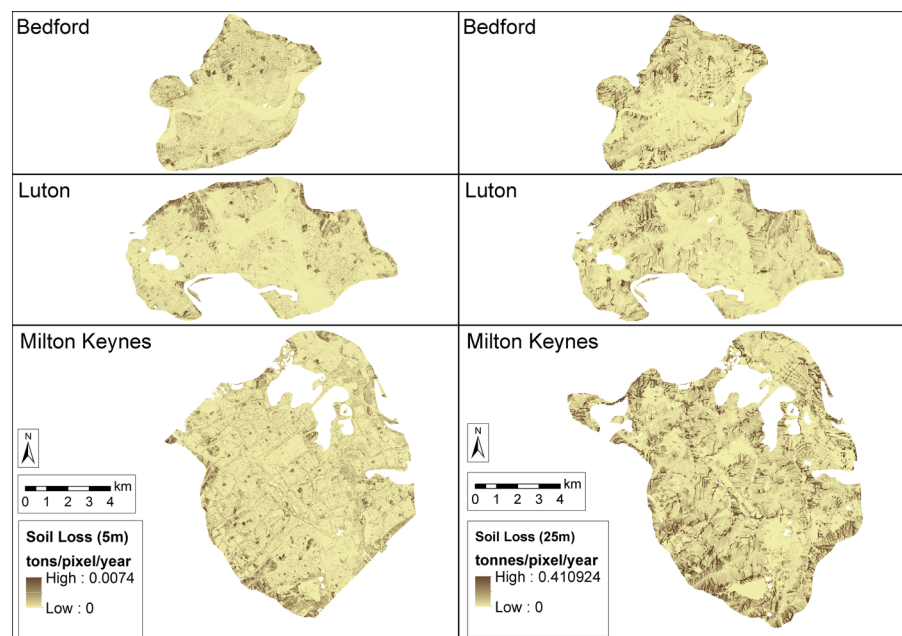 Bedford
Bedford
Luton
Luton
Milton Keynes
N
km
0 1 2 3 4
Soil Loss (5m)
tons/pixel/year
High : 0.0074
Low : 0
Milton Keynes
N
km
0 1 2 3 4
Soil Loss (25m)
tonnes/pixel/year
High : 0.410924
Low : 0